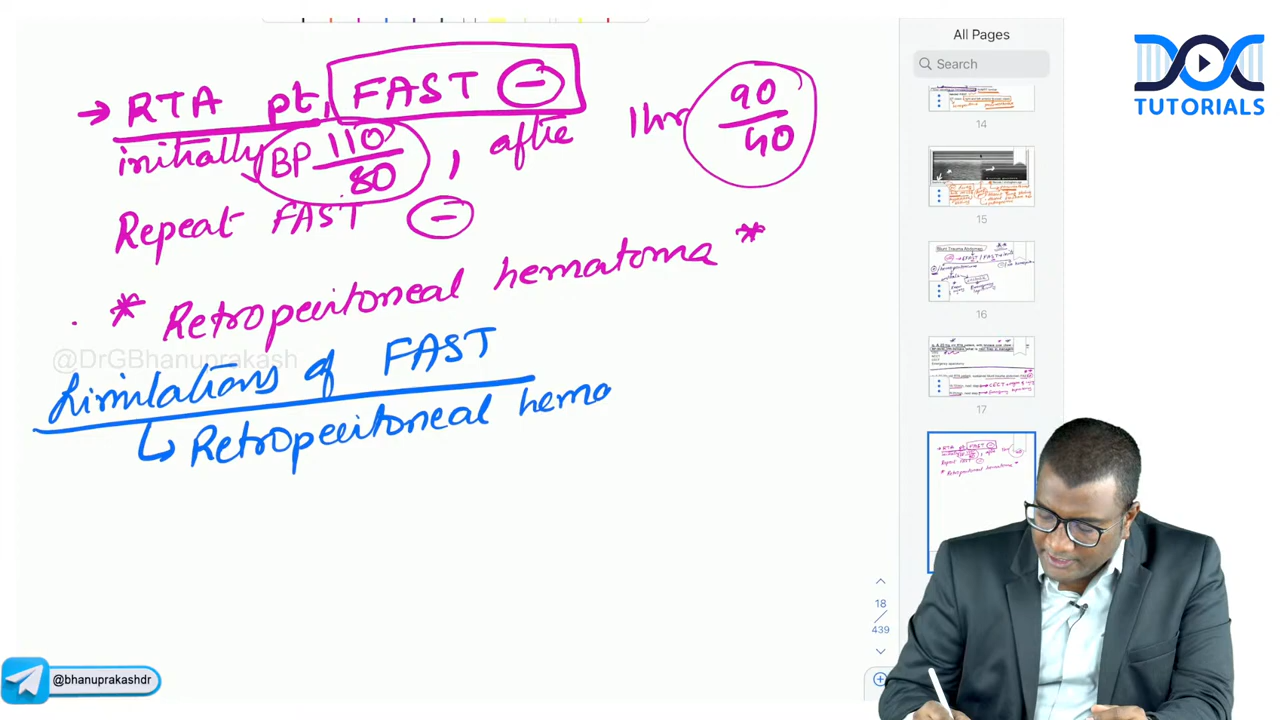 → RTA pt, FAST -
initially BP 110/80, after 1hr 90/40
Repeat FAST -
* Retroperitoneal hematoma *
@DrGBhanuprakash
Limitations of FAST
↳ Retroperitoneal hema
@bhanuprakashdr
All Pages
Search
14
15
16
17
18
/
439
DOC
TUTORIALS